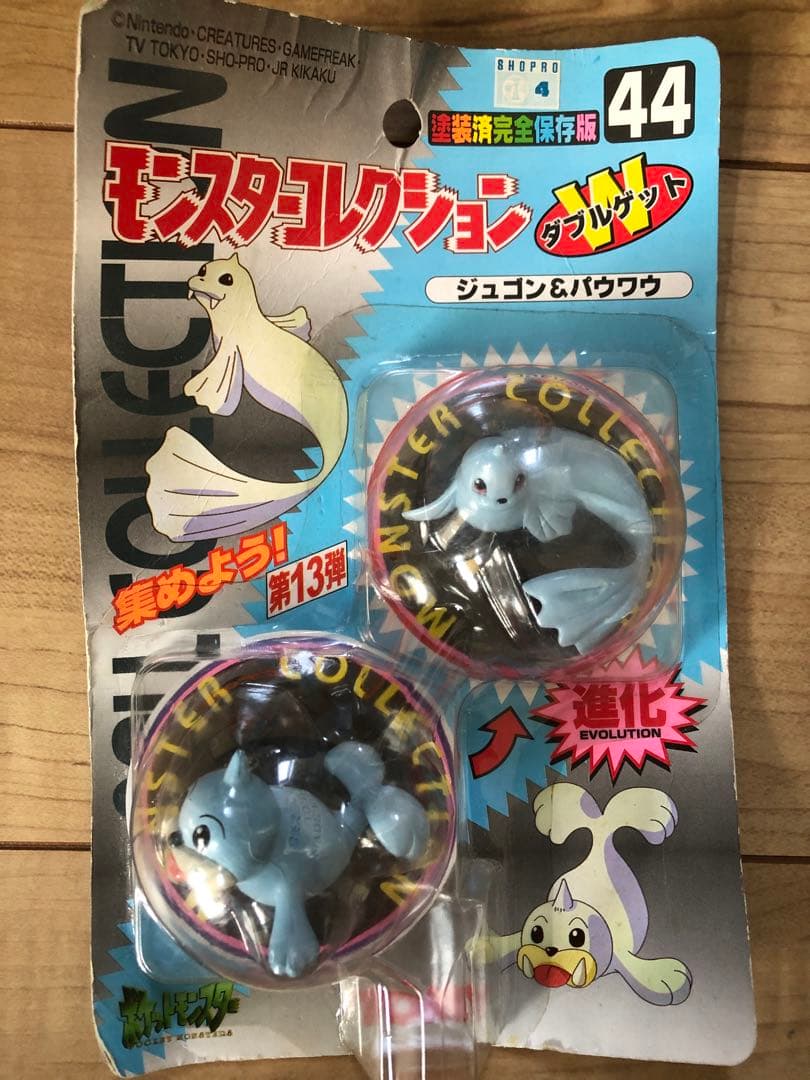 ©Nintendo・CREATURES・GAMEFREAK・
TV TOKYO・SHO-PRO・JR KIKAKU
SHOPRO
4
塗装済完全保存版
44
モンスターコレクション
W
ダブルゲット
ジュゴン&パウワウ
MONSTER COLLECTION
集めよう!
第13弾
進化
EVOLUTION
MONSTER COLLECTION
ポケットモンスター
POCKET MONSTERS